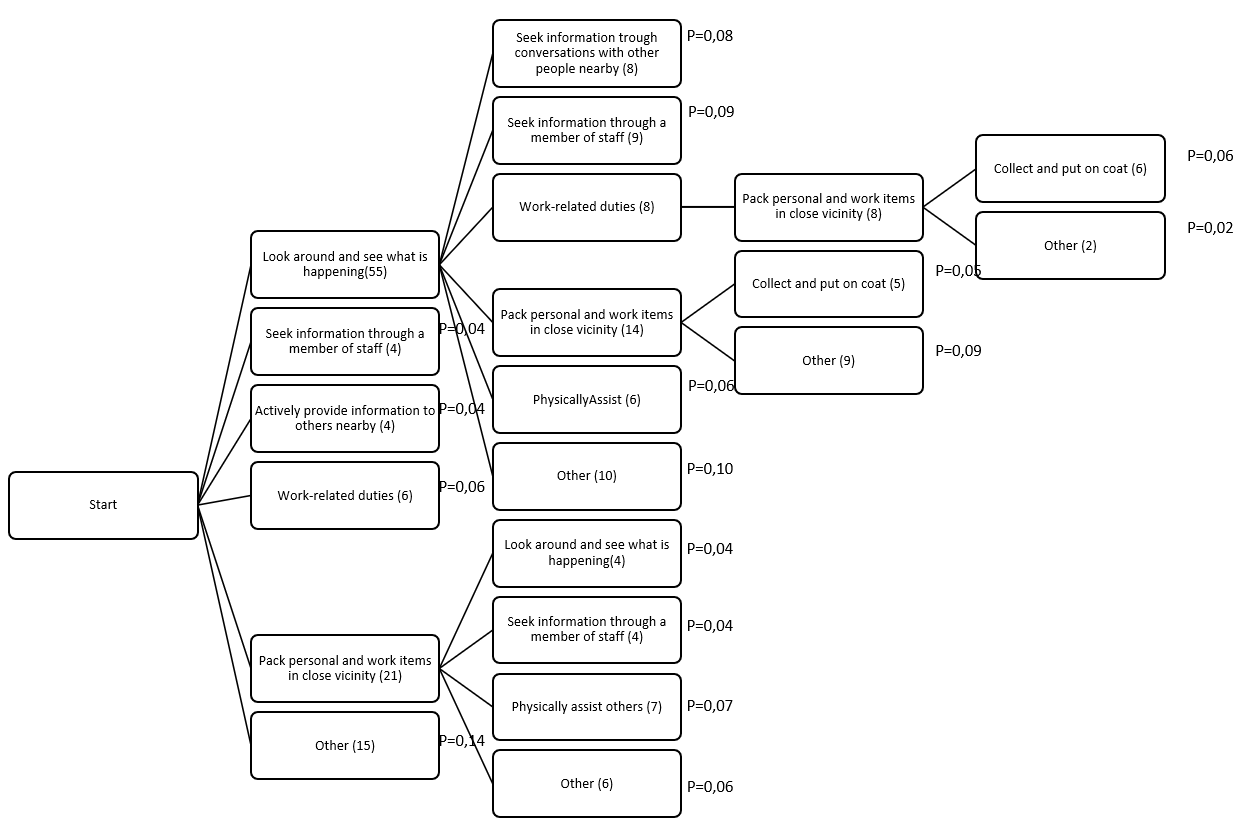 Start
Look around and see what is
happening(55)
Seek information through a
member of staff (4)
P=0,04
Actively provide information to
others nearby (4)
P=0,04
Work-related duties (6)
P=0,06
Pack personal and work items
in close vicinity (21)
Other (15)
P=0,14
Seek information trough
conversations with other
people nearby (8)
P=0,08
Seek information through a
member of staff (9)
P=0,09
Work-related duties (8)
Pack personal and work items
in close vicinity (14)
PhysicallyAssist (6)
P=0,06
Other (10)
P=0,10
Look around and see what is
happening(4)
P=0,04
Seek information through a
member of staff (4)
P=0,04
Physically assist others (7)
P=0,07
Other (6)
P=0,06
Pack personal and work items
in close vicinity (8)
Collect and put on coat (5)
P=0,05
Other (9)
P=0,09
Collect and put on coat (6)
P=0,06
Other (2)
P=0,02